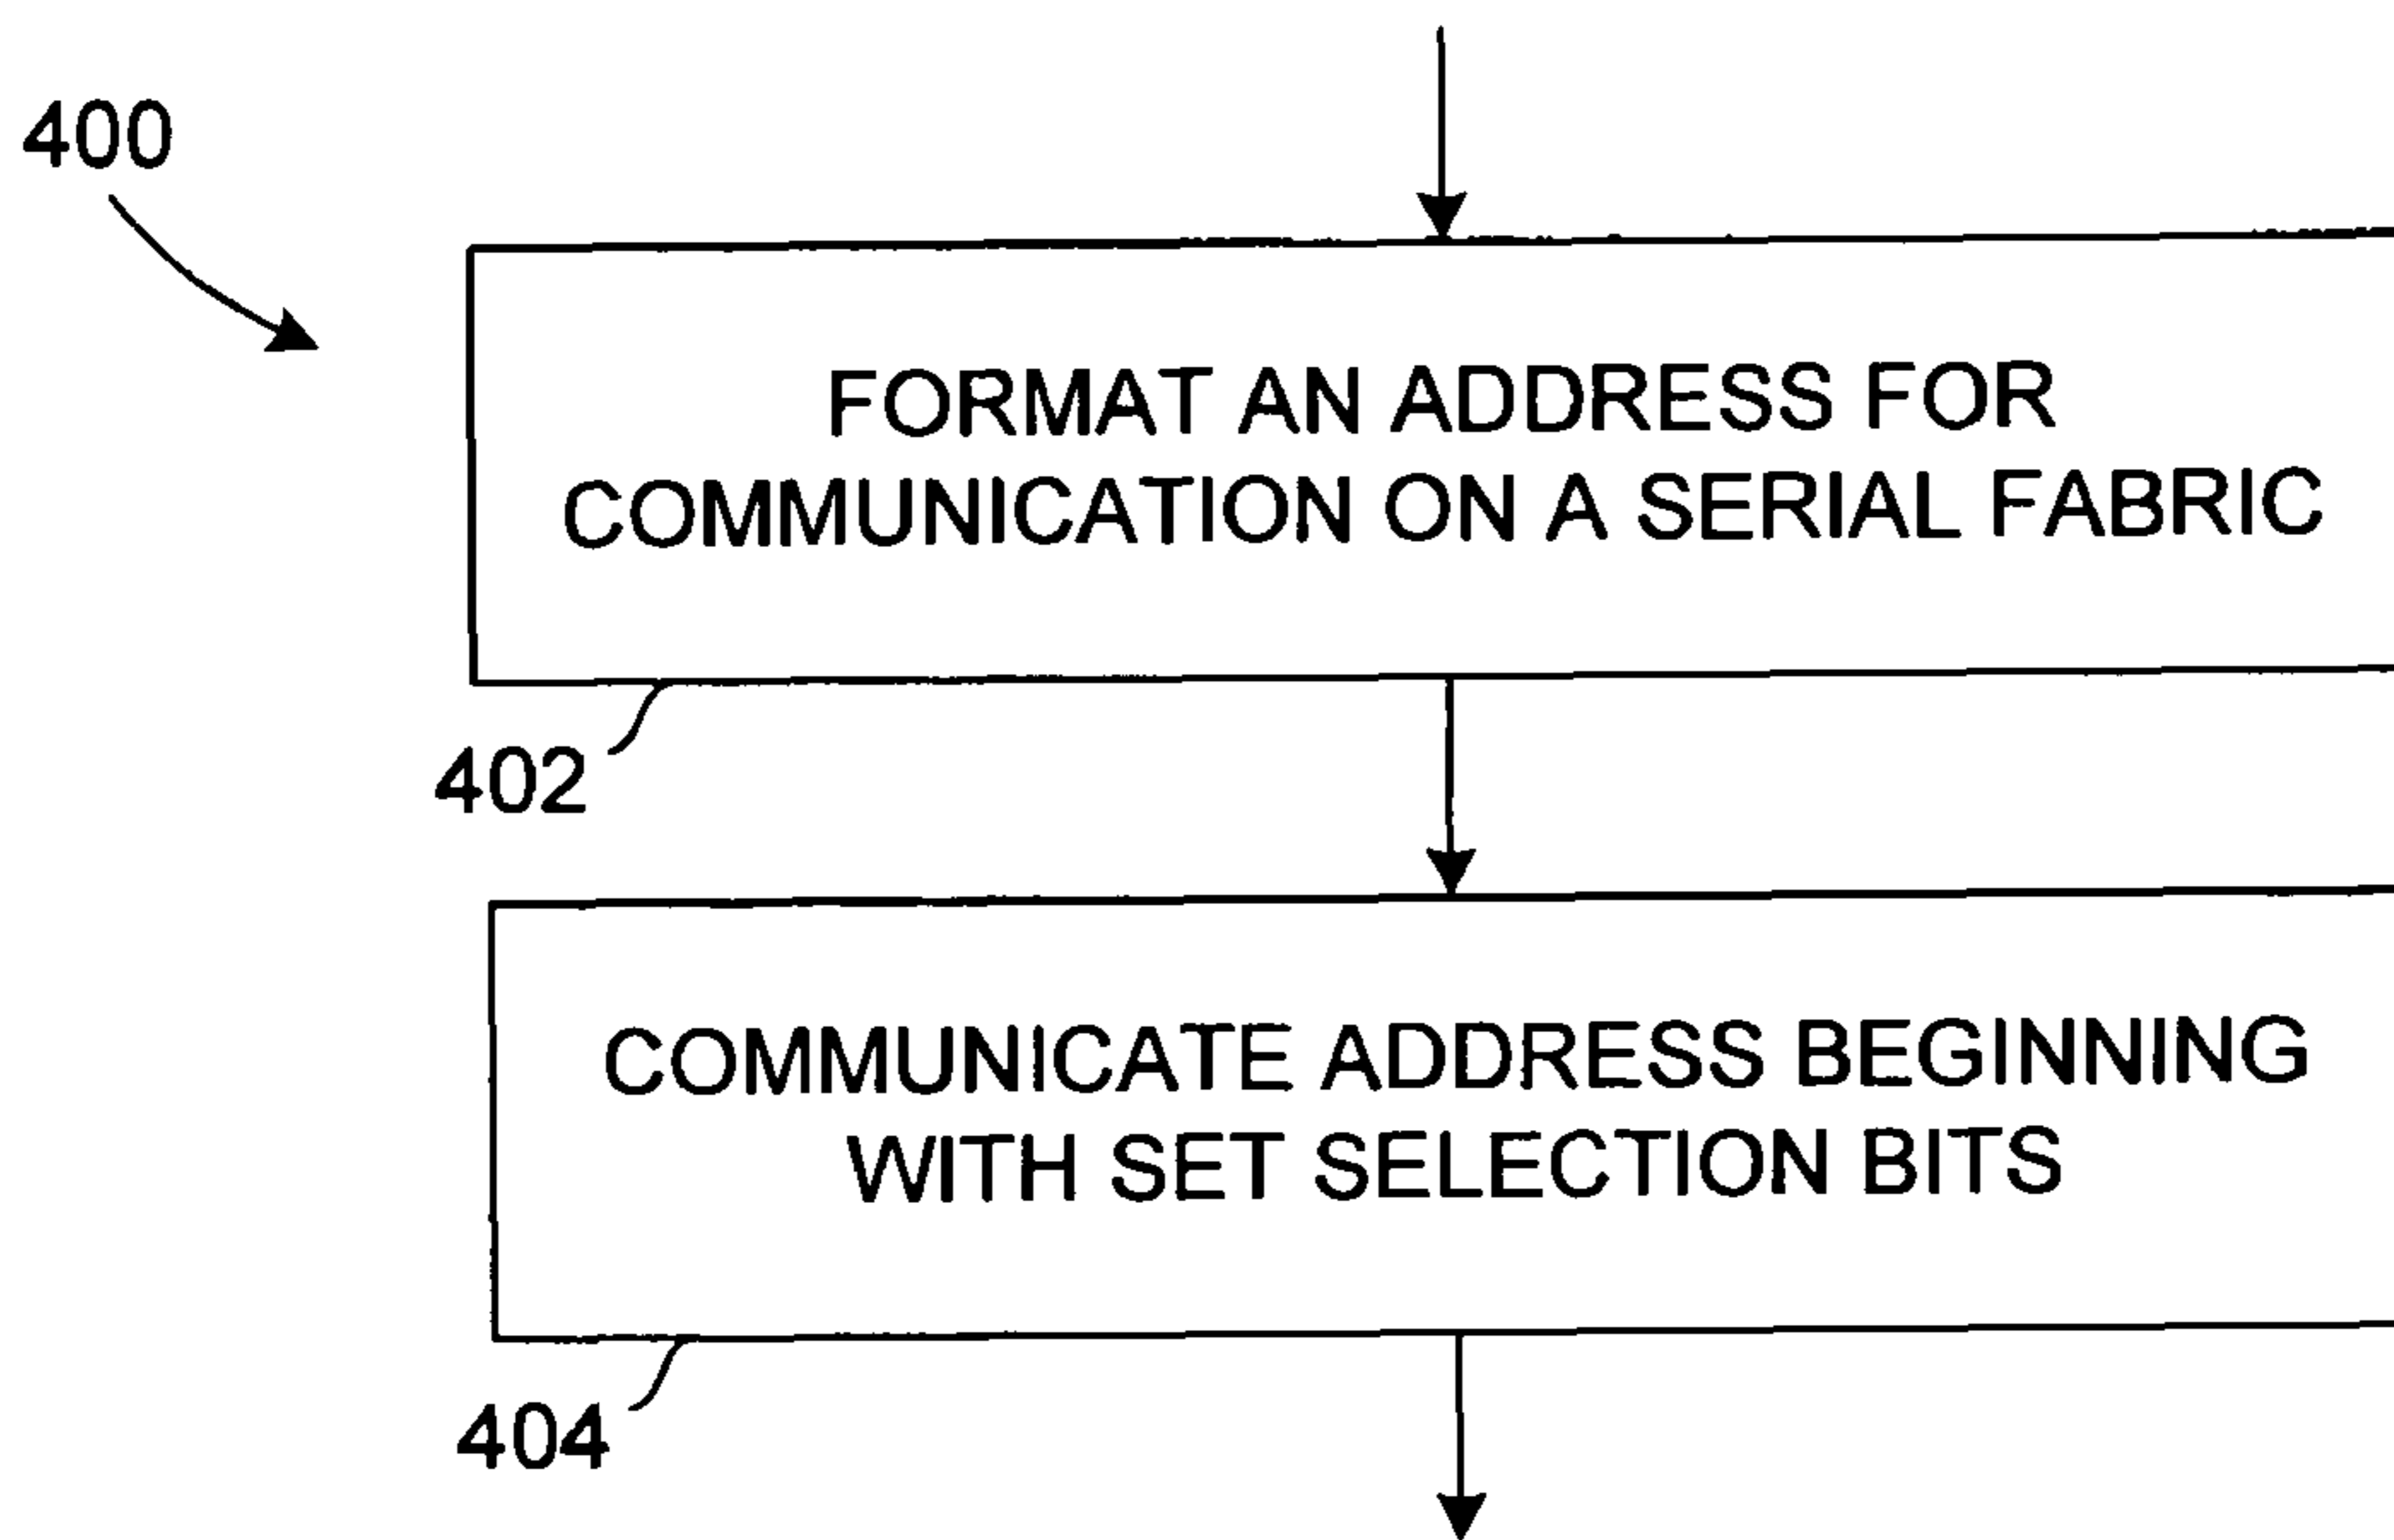 400
FORMAT AN ADDRESS FOR
COMMUNICATION ON A SERIAL FABRIC
402
COMMUNICATE ADDRESS BEGINNING
WITH SET SELECTION BITS
404